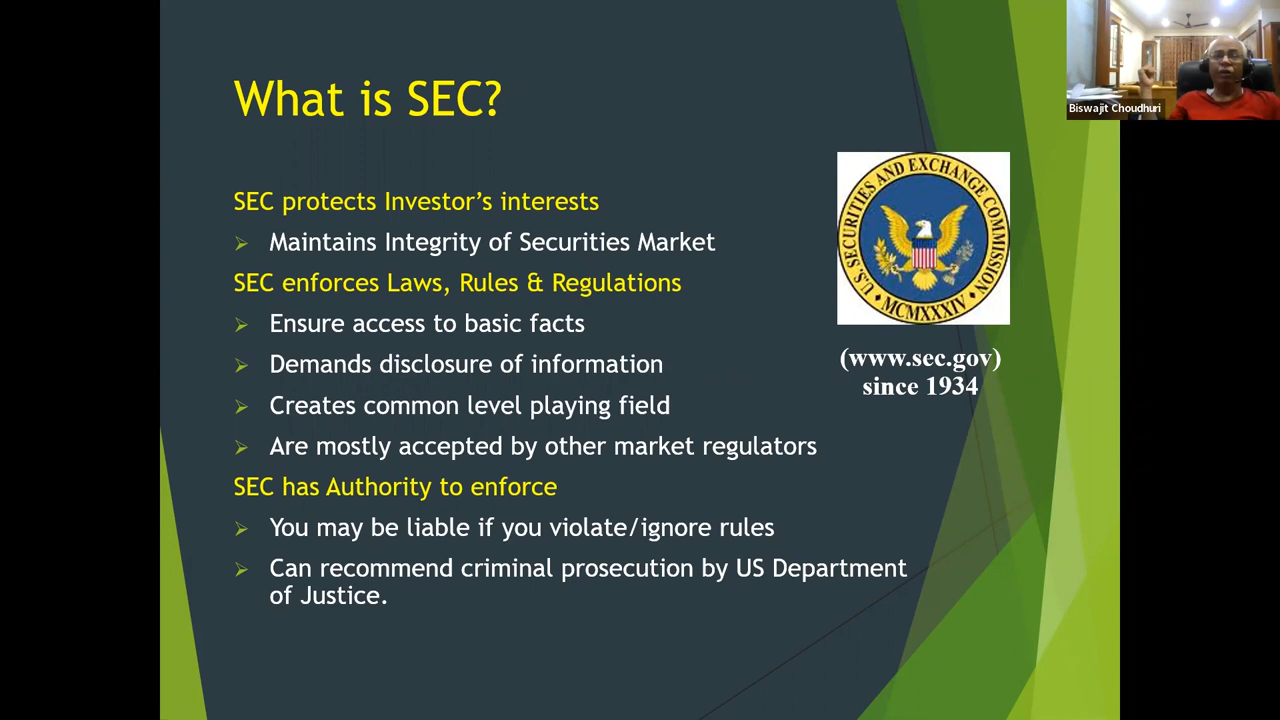 What is SEC?
Biswajit Choudhuri
SEC protects Investor’s interests
Maintains Integrity of Securities Market
SEC enforces Laws, Rules & Regulations
Ensure access to basic facts
Demands disclosure of information
Creates common level playing field
Are mostly accepted by other market regulators
SEC has Authority to enforce
You may be liable if you violate/ignore rules
Can recommend criminal prosecution by US Department
of Justice.
U.S. SECURITIES AND EXCHANGE COMMISSION
MCMXXXIV
(www.sec.gov)
since 1934